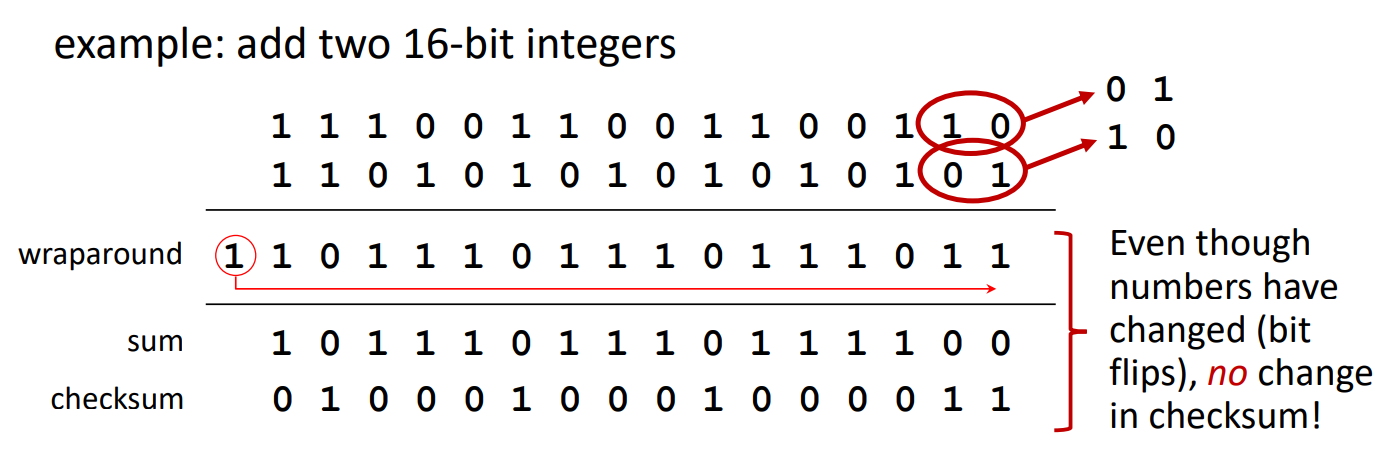 example: add two 16-bit integers
0 1
1 1 1 0 0 1 1 0 0 1 1 0 0 1 1 0
1 0
1 1 0 1 0 1 0 1 0 1 0 1 0 1 0 1
wraparound 1 1 0 1 1 1 0 1 1 1 0 1 1 1 0 1 1
sum 1 0 1 1 1 0 1 1 1 0 1 1 1 1 0 0
checksum 0 1 0 0 0 1 0 0 0 1 0 0 0 0 1 1
Even though
numbers have
changed (bit
flips), no change
in checksum!